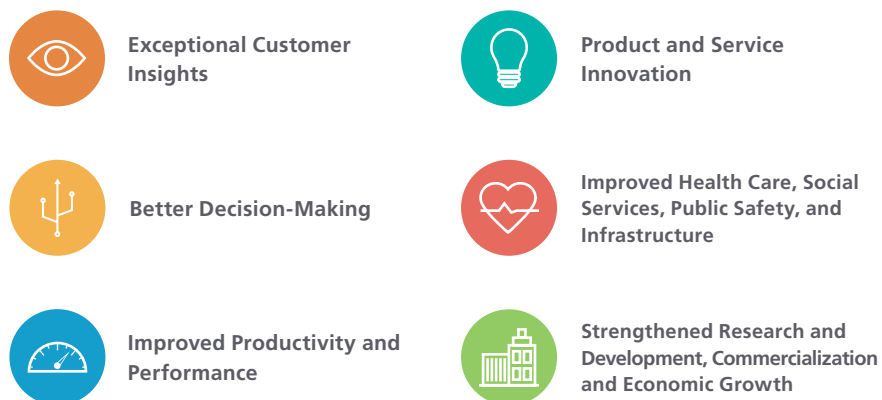 Exceptional Customer
Insights
Product and Service
Innovation
Better Decision-Making
Improved Health Care, Social
Services, Public Safety, and
Infrastructure
Improved Productivity and
Performance
Strengthened Research and
Development, Commercialization
and Economic Growth